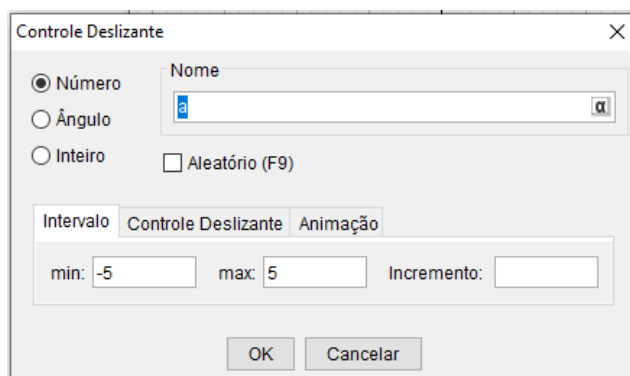 Controle Deslizante
Número
Ângulo
Inteiro
Nome
a
α
Aleatório (F9)
Intervalo Controle Deslizante Animação
min: -5 max: 5 Incremento:
OK Cancelar